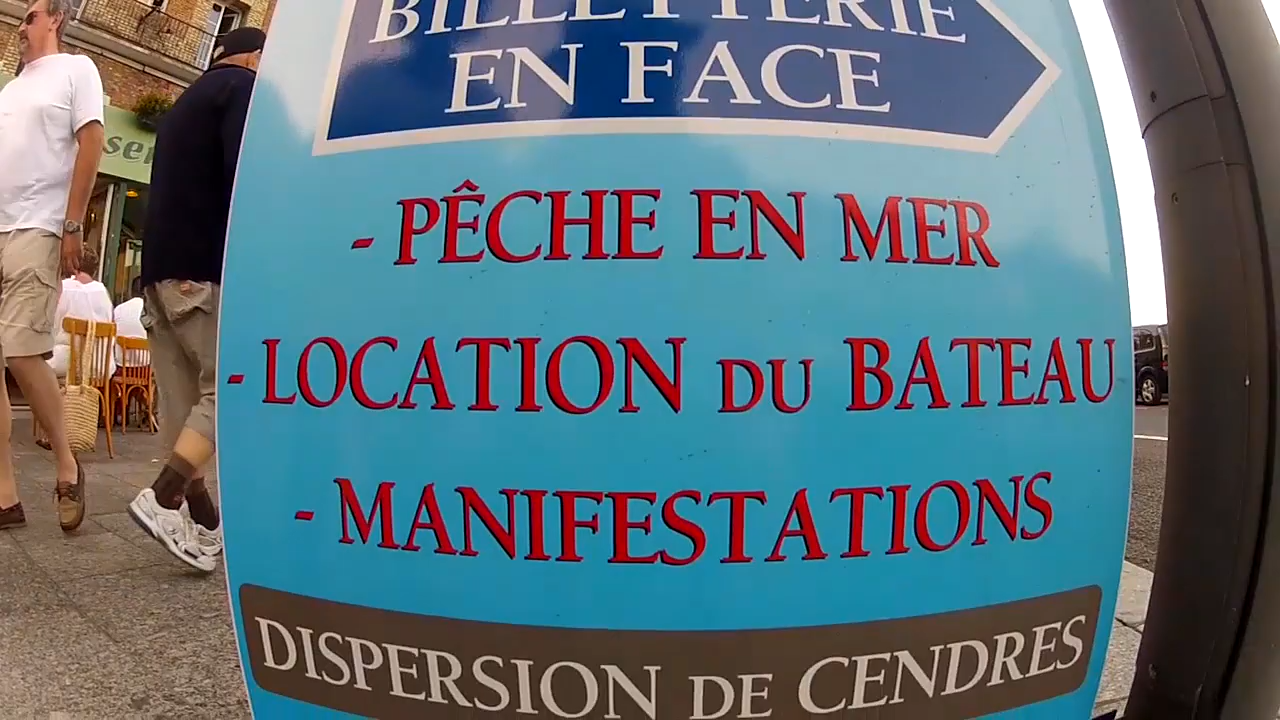 BILLETTERIE
EN FACE
- PÊCHE EN MER
- LOCATION DU BATEAU
- MANIFESTATIONS
DISPERSION DE CENDRES